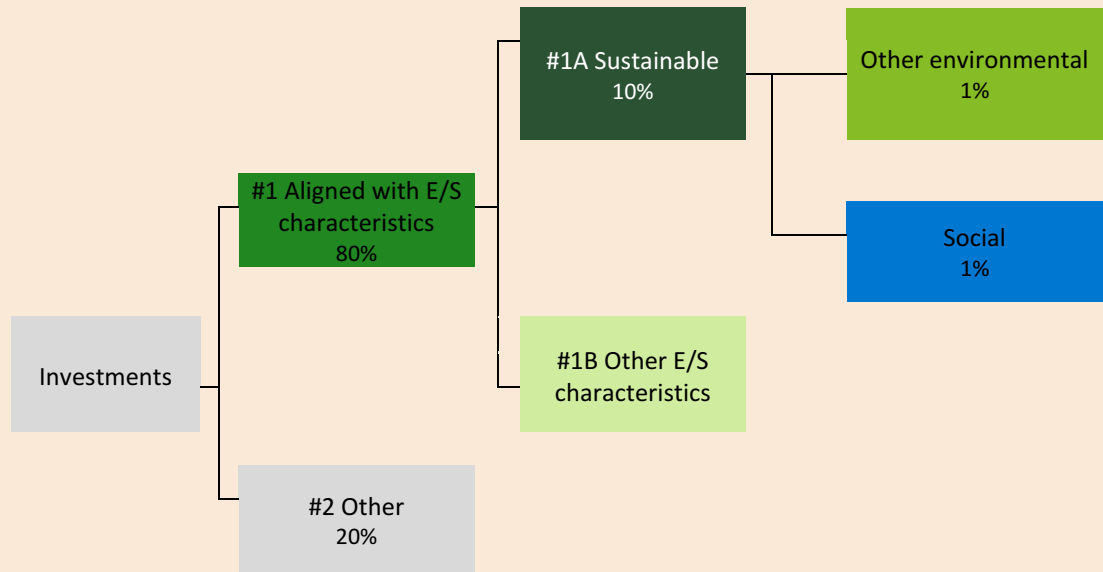 #1A Sustainable
10%
Other environmental
1%
#1 Aligned with E/S
characteristics
80%
Social
1%
Investments
#1B Other E/S
characteristics
#2 Other
20%